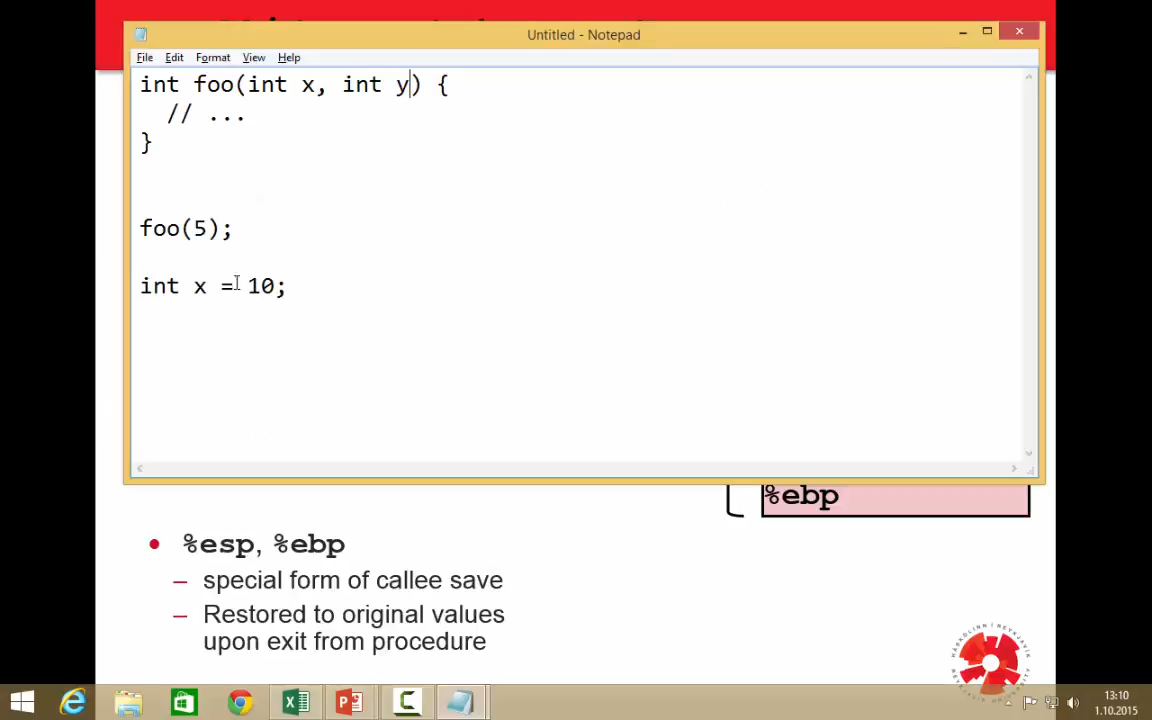 Untitled - Notepad
File Edit Format View Help
int foo(int x, int y) {
// ...
}
foo(5);
int x = 10;
%ebp
• %esp, %ebp
– special form of callee save
– Restored to original values
upon exit from procedure
13:10
1.10.2015